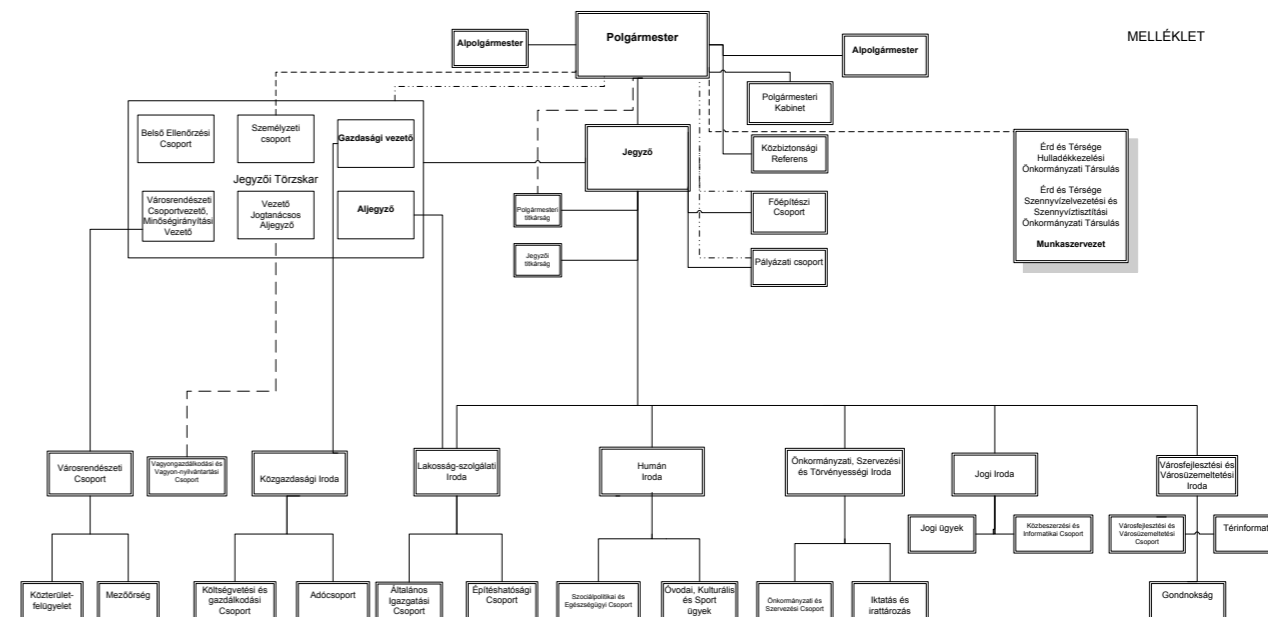 MELLÉKLET
Alpolgármester
Polgármester
Alpolgármester
Polgármesteri
Kabinet
Belső Ellenőrzési
Csoport
Személyzeti
csoport
Gazdasági vezető
Jegyzői Törzskar
Városrendészeti
Csoportvezető,
Minőségirányítási
Vezető
Vezető
Jogtanácsos
Aljegyző
Aljegyző
Jegyző
Közbiztonsági
Referens
Polgármesteri
titkárság
Főépítészi
Csoport
Jegyzői
titkárság
Pályázati csoport
Érd és Térsége
Hulladékkezelési
Önkormányzati Társulás
Érd és Térsége
Szennyvízelvezetési és
Szennyvíztisztítási
Önkormányzati Társulás
Munkaszervezet
Városrendészeti
Csoport
Vagyongazdálkodási és
Vagyon-nyilvántartási
Csoport
Közgazdasági Iroda
Lakosság-szolgálati
Iroda
Humán
Iroda
Önkormányzati, Szervezési
és Törvényességi Iroda
Jogi Iroda
Városfejlesztési és
Városüzemeltetési
Iroda
Jogi ügyek
Közbeszerzési és
Informatikai Csoport
Városfejlesztési és
Városüzemeltetési
Csoport
Térinformat
Közterület-
felügyelet
Mezőőrség
Költségvetési és
gazdálkodási
Csoport
Adócsoport
Általános
Igazgatási
Csoport
Építéshatósági
Csoport
Szociálpolitikai és
Egészségügyi Csoport
Óvodai, Kulturális
és Sport
ügyek
Önkormányzati és
Szervezési Csoport
Iktatás és
irattározás
Gondnokság